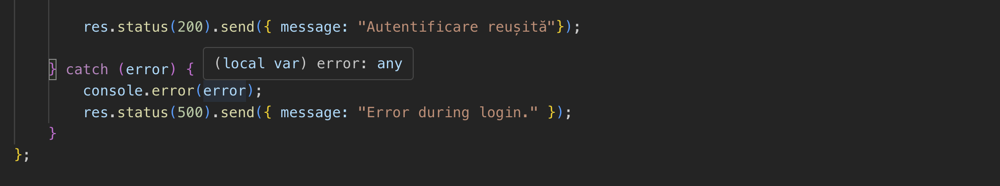 res.status(200).send({ message: "Autentificare reușită"});
} catch (error) {
(local var) error: any
console.error(error);
res.status(500).send({ message: "Error during login." });
}
};